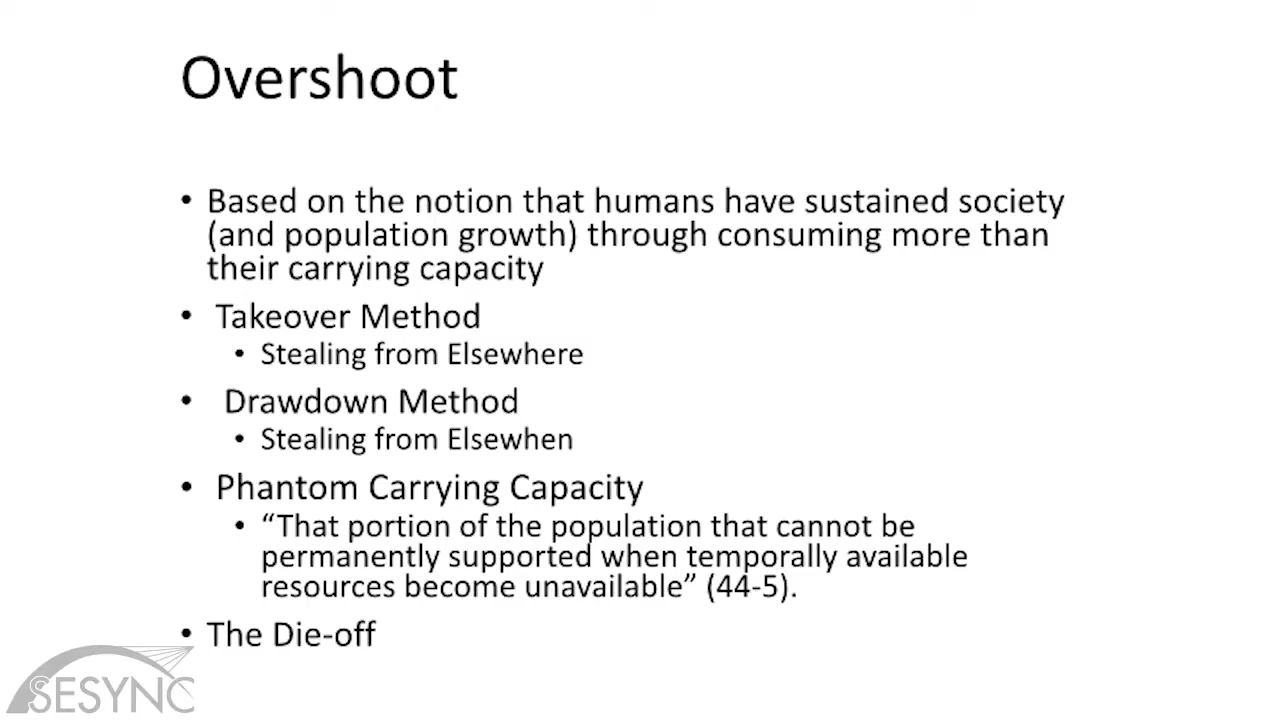 Overshoot
• Based on the notion that humans have sustained society
(and population growth) through consuming more than
their carrying capacity
• Takeover Method
• Stealing from Elsewhere
• Drawdown Method
• Stealing from Elsewhen
• Phantom Carrying Capacity
• “That portion of the population that cannot be
permanently supported when temporally available
resources become unavailable” (44-5).
• The Die-off
SESYNC